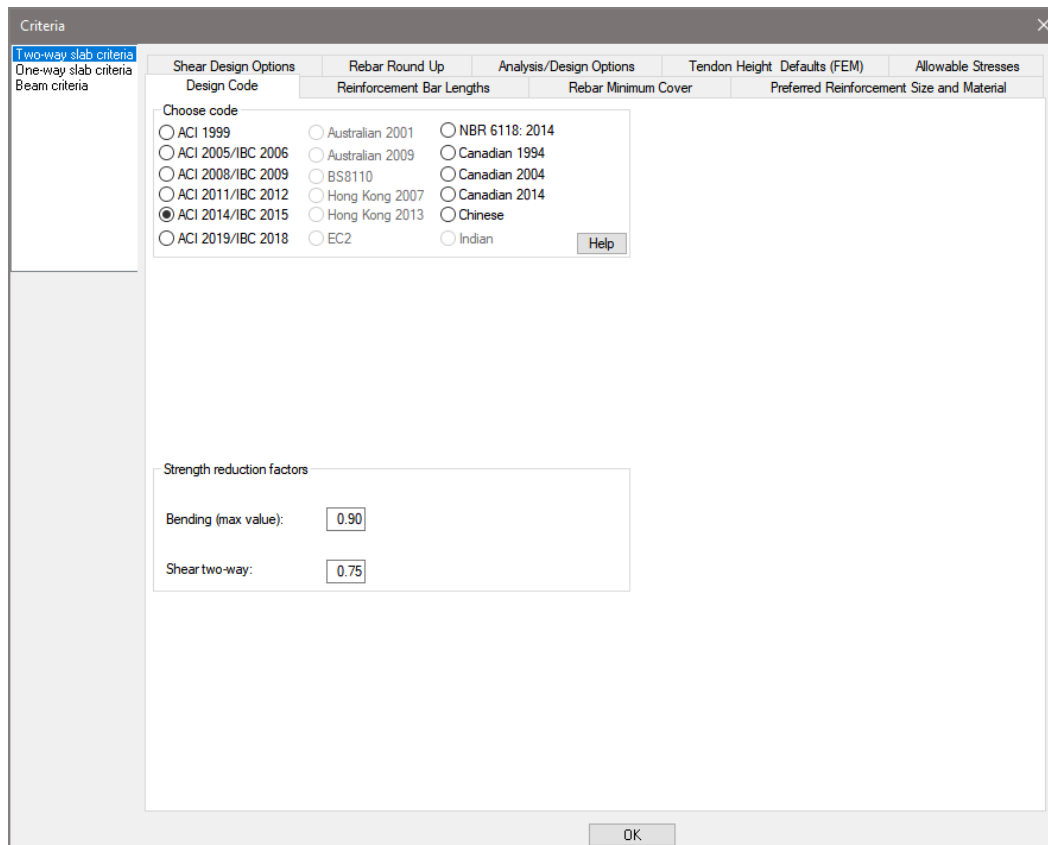 Criteria
Two-way slab criteria
One-way slab criteria
Beam criteria
Shear Design Options Rebar Round Up Analysis/Design Options Tendon Height Defaults (FEM) Allowable Stresses
Design Code Reinforcement Bar Lengths Rebar Minimum Cover Preferred Reinforcement Size and Material
Choose code
ACI 1999 Australian 2001 NBR 6118: 2014
ACI 2005/IBC 2006 Australian 2009 Canadian 1994
ACI 2008/IBC 2009 BS8110 Canadian 2004
ACI 2011/IBC 2012 Hong Kong 2007 Canadian 2014
ACI 2014/IBC 2015 Hong Kong 2013 Chinese
ACI 2019/IBC 2018 EC2 Indian
Help
Strength reduction factors
Bending (max value): 0.90
Shear two-way: 0.75
OK